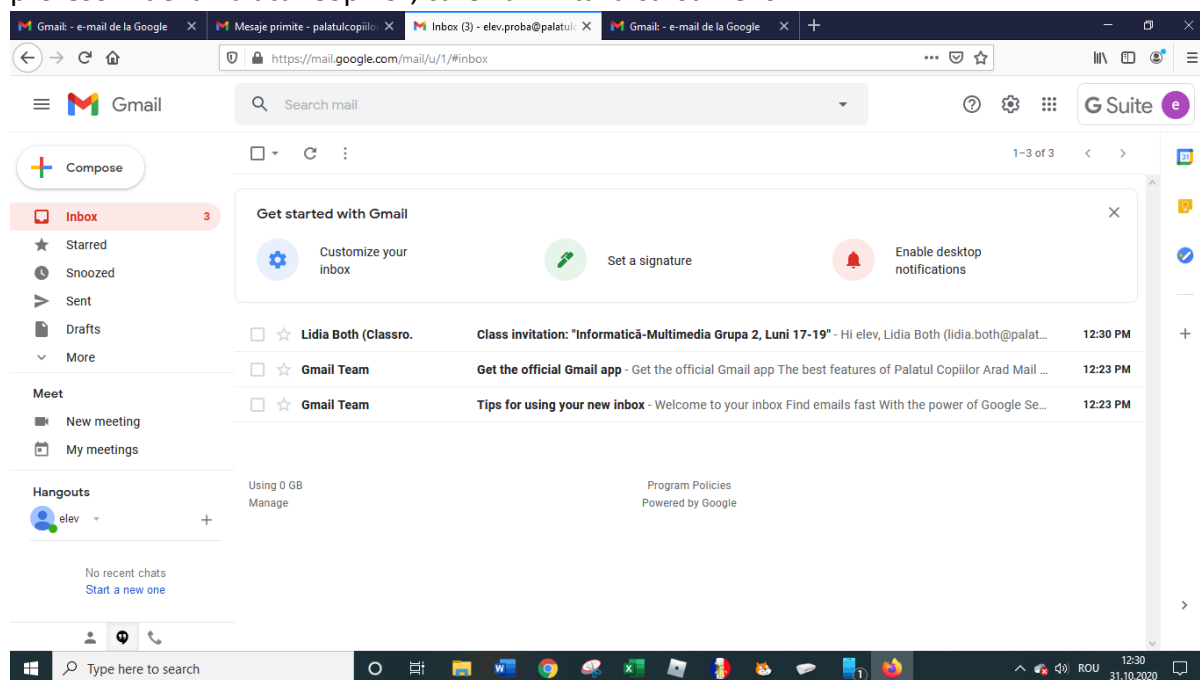 Gmail: - e-mail de la Google
Mesaje primite - palatulcopiilo
Inbox (3) - elev.proba@palatulc
Gmail: - e-mail de la Google
https://mail.google.com/mail/u/1/#inbox
Gmail
Search mail
G Suite
e
Compose
1–3 of 3
31
Inbox 3
Starred
Snoozed
Sent
Drafts
More
Get started with Gmail
Customize your
inbox
Set a signature
Enable desktop
notifications
Lidia Both (Classro. Class invitation: "Informatică-Multimedia Grupa 2, Luni 17-19" - Hi elev, Lidia Both (lidia.both@palat... 12:30 PM
Gmail Team Get the official Gmail app - Get the official Gmail app The best features of Palatul Copiilor Arad Mail ... 12:23 PM
Gmail Team Tips for using your new inbox - Welcome to your inbox Find emails fast With the power of Google Se... 12:23 PM
Meet
New meeting
My meetings
Using 0 GB
Manage
Program Policies
Powered by Google
Hangouts
elev
No recent chats
Start a new one
Type here to search
1
ROU
12:30
31.10.2020